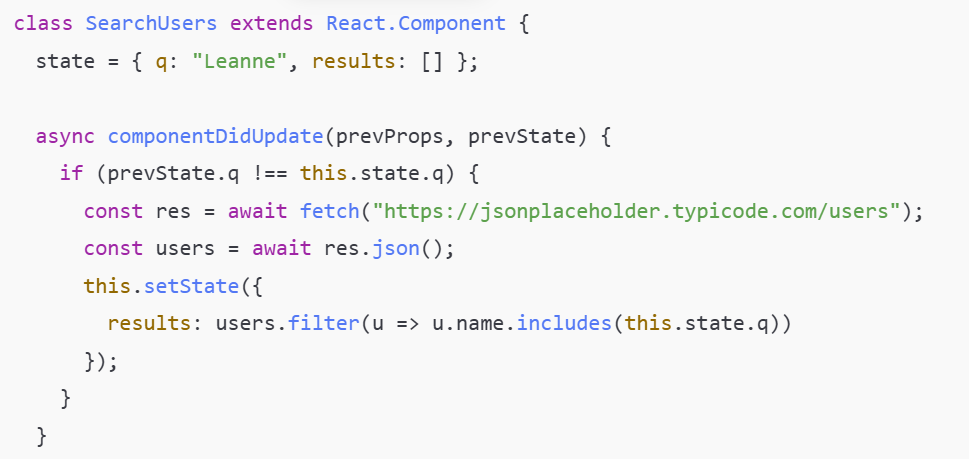 class SearchUsers extends React.Component {
  state = { q: "Leanne", results: [] };

  async componentDidUpdate(prevProps, prevState) {
    if (prevState.q !== this.state.q) {
      const res = await fetch("https://jsonplaceholder.typicode.com/users");
      const users = await res.json();
      this.setState({
        results: users.filter(u => u.name.includes(this.state.q))
      });
    }
  }